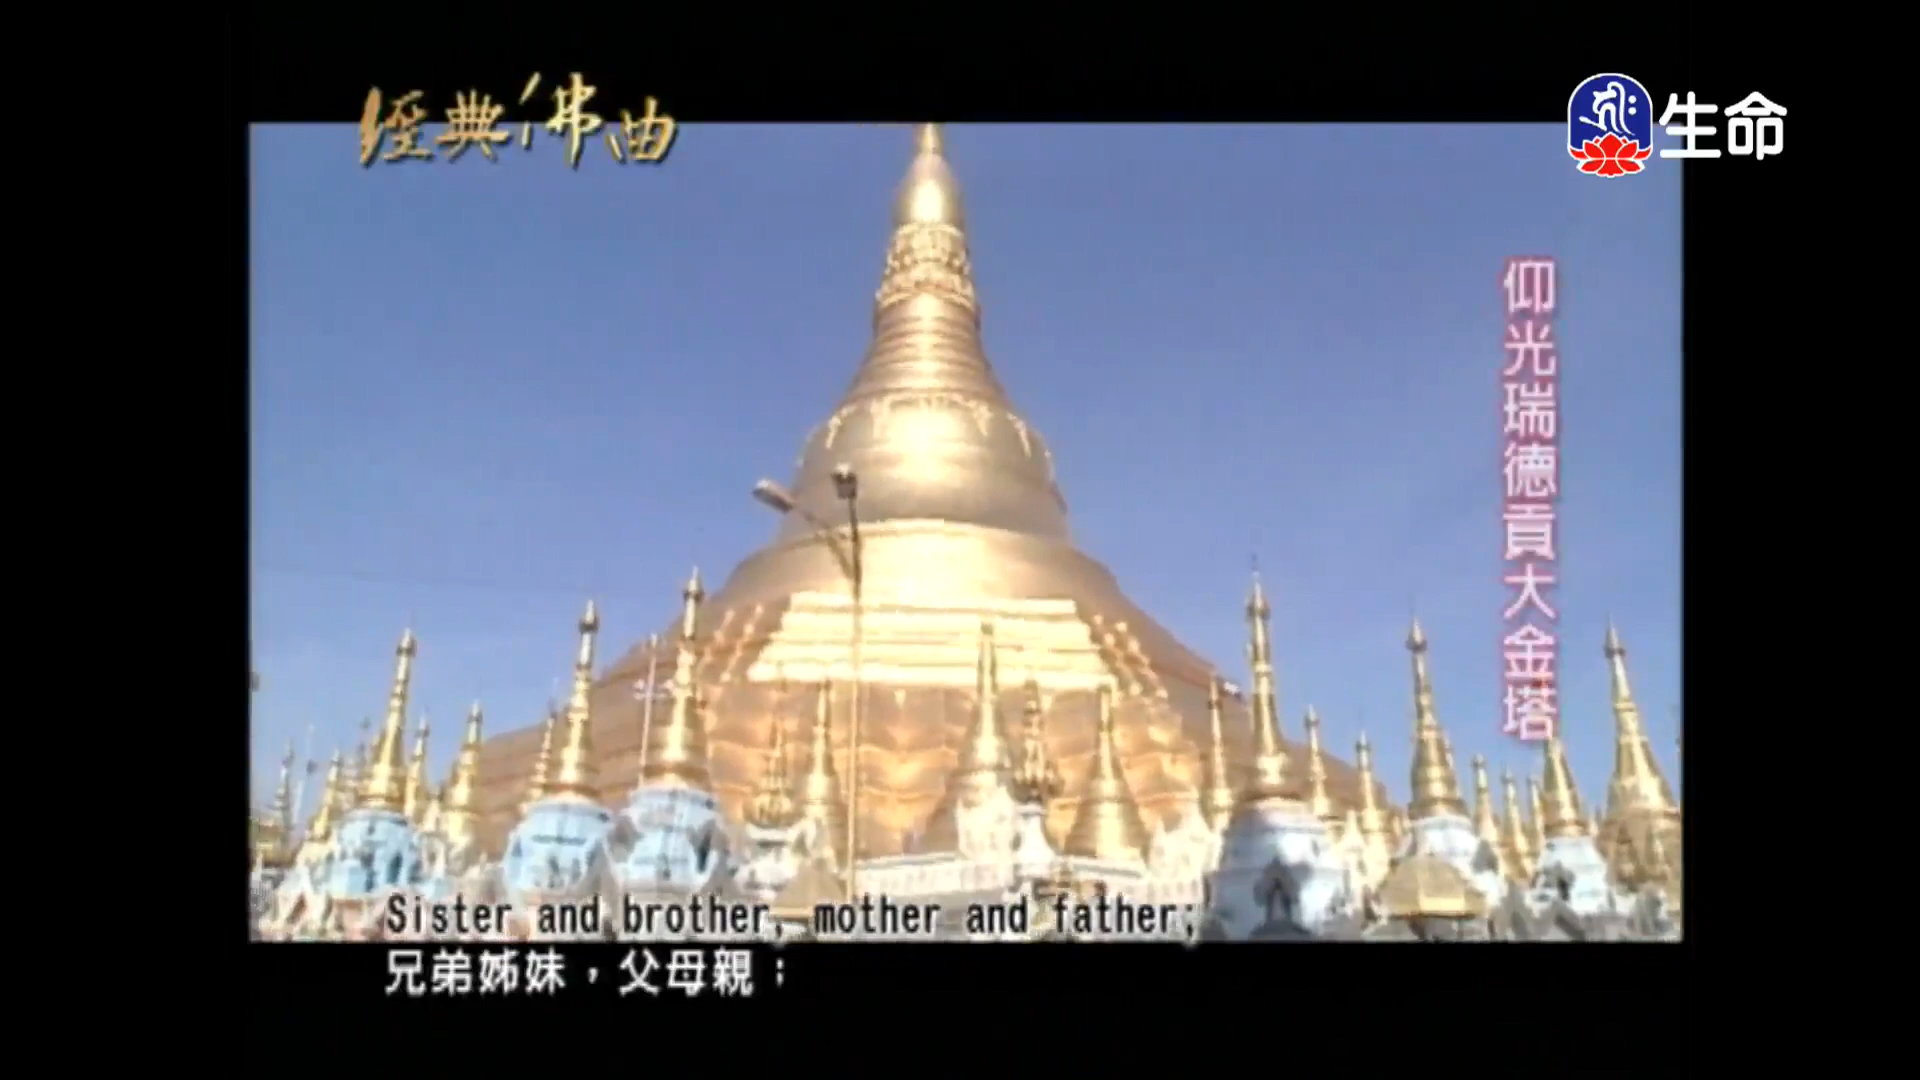 經典佛曲
生命
仰光瑞德貢大金塔
Sister and brother, mother and father;
兄弟姊妹，父母親；